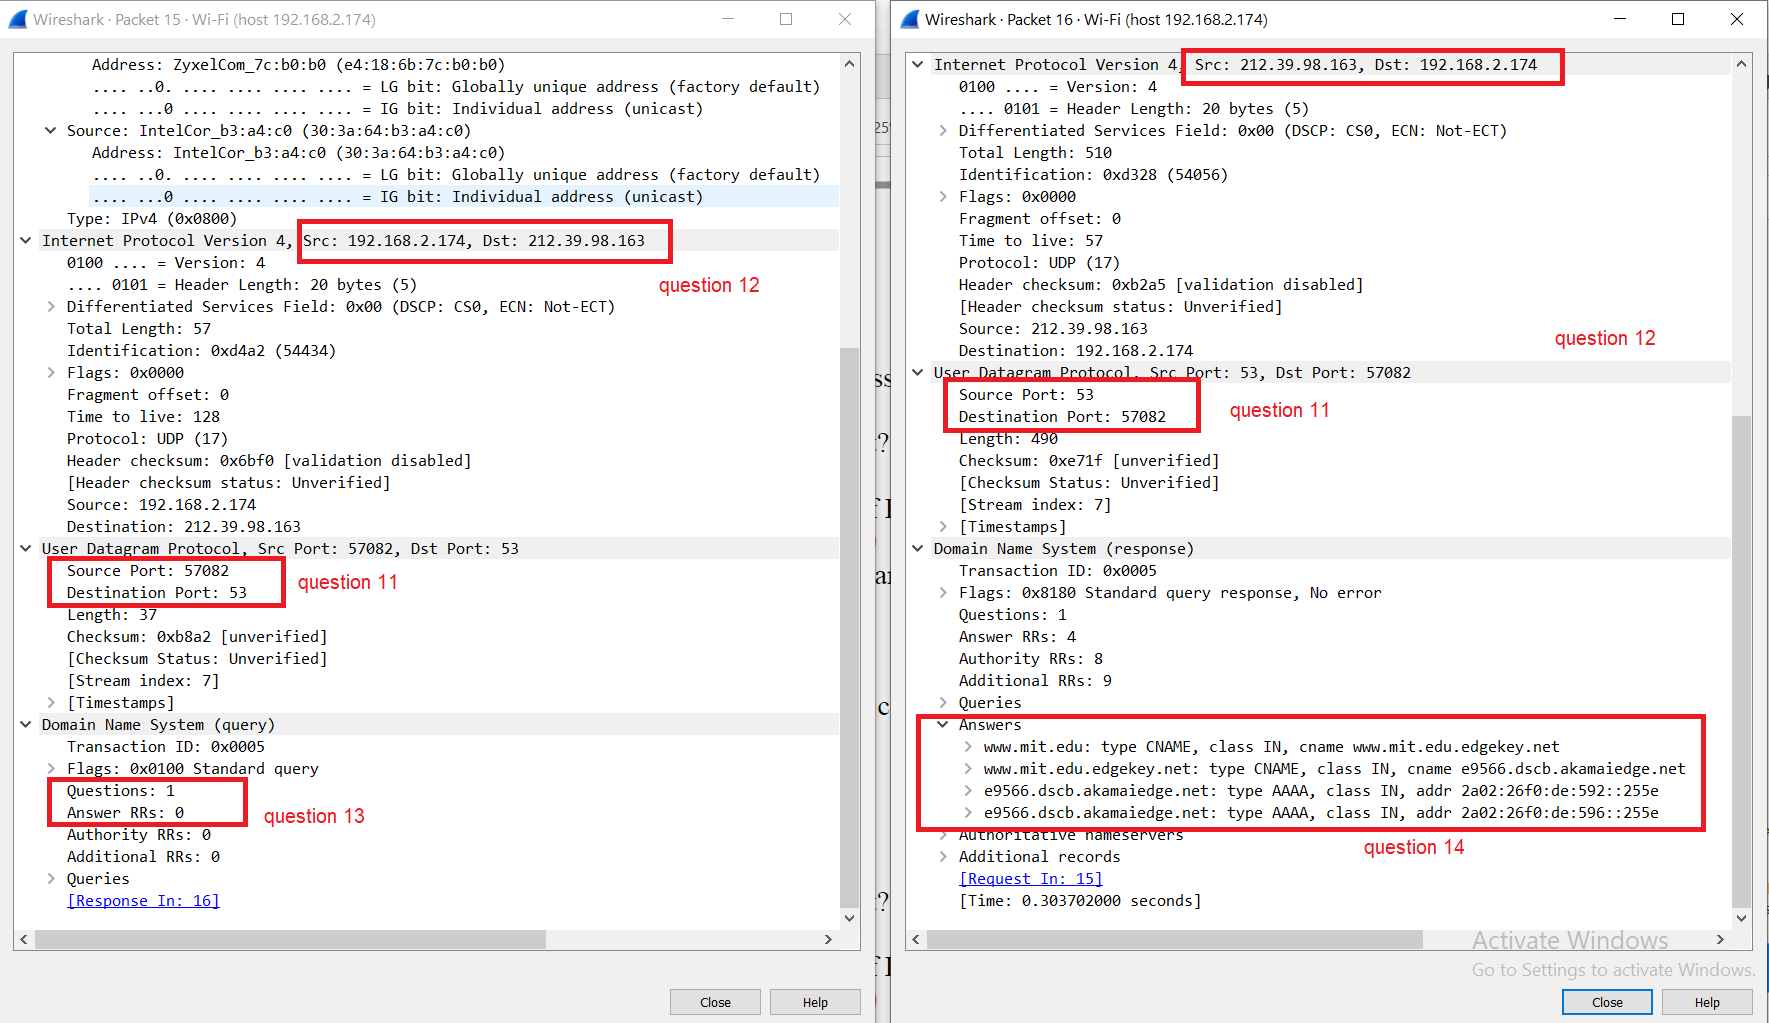 Wireshark · Packet 15 · Wi-Fi (host 192.168.2.174)
Address: ZyxelCom_7c:b0:b0 (e4:18:6b:7c:b0:b0)
.... ..0. .... .... .... .... = LG bit: Globally unique address (factory default)
.... ...0 .... .... .... .... = IG bit: Individual address (unicast)
Source: IntelCor_b3:a4:c0 (30:3a:64:b3:a4:c0)
Address: IntelCor_b3:a4:c0 (30:3a:64:b3:a4:c0)
.... ..0. .... .... .... .... = LG bit: Globally unique address (factory default)
.... ...0 .... .... .... .... = IG bit: Individual address (unicast)
Type: IPv4 (0x0800)
Internet Protocol Version 4, Src: 192.168.2.174, Dst: 212.39.98.163
0100 .... = Version: 4
.... 0101 = Header Length: 20 bytes (5)
question 12
Differentiated Services Field: 0x00 (DSCP: CS0, ECN: Not-ECT)
Total Length: 57
Identification: 0xd4a2 (54434)
Flags: 0x0000
Fragment offset: 0
Time to live: 128
Protocol: UDP (17)
Header checksum: 0x6bf0 [validation disabled]
[Header checksum status: Unverified]
Source: 192.168.2.174
Destination: 212.39.98.163
User Datagram Protocol, Src Port: 57082, Dst Port: 53
Source Port: 57082
question 11
Destination Port: 53
Length: 37
Checksum: 0xb8a2 [unverified]
[Checksum Status: Unverified]
[Stream index: 7]
[Timestamps]
Domain Name System (query)
Transaction ID: 0x0005
Flags: 0x0100 Standard query
Questions: 1
Answer RRs: 0
question 13
Authority RRs: 0
Additional RRs: 0
Queries
[Response In: 16]
Close
Help
Wireshark · Packet 16 · Wi-Fi (host 192.168.2.174)
Internet Protocol Version 4, Src: 212.39.98.163, Dst: 192.168.2.174
0100 .... = Version: 4
.... 0101 = Header Length: 20 bytes (5)
Differentiated Services Field: 0x00 (DSCP: CS0, ECN: Not-ECT)
Total Length: 510
Identification: 0xd328 (54056)
Flags: 0x0000
Fragment offset: 0
Time to live: 57
Protocol: UDP (17)
Header checksum: 0xb2a5 [validation disabled]
[Header checksum status: Unverified]
Source: 212.39.98.163
question 12
Destination: 192.168.2.174
User Datagram Protocol, Src Port: 53, Dst Port: 57082
Source Port: 53
question 11
Destination Port: 57082
Length: 490
Checksum: 0xe71f [unverified]
[Checksum Status: Unverified]
[Stream index: 7]
[Timestamps]
Domain Name System (response)
Transaction ID: 0x0005
Flags: 0x8180 Standard query response, No error
Questions: 1
Answer RRs: 4
Authority RRs: 8
Additional RRs: 9
Queries
Answers
www.mit.edu: type CNAME, class IN, cname www.mit.edu.edgekey.net
www.mit.edu.edgekey.net: type CNAME, class IN, cname e9566.dscb.akamaiedge.net
e9566.dscb.akamaiedge.net: type AAAA, class IN, addr 2a02:26f0:de:592::255e
e9566.dscb.akamaiedge.net: type AAAA, class IN, addr 2a02:26f0:de:596::255e
Authoritative nameservers
question 14
Additional records
[Request In: 15]
[Time: 0.303702000 seconds]
Activate Windows
Go to Settings to activate Windows.
Close
Help